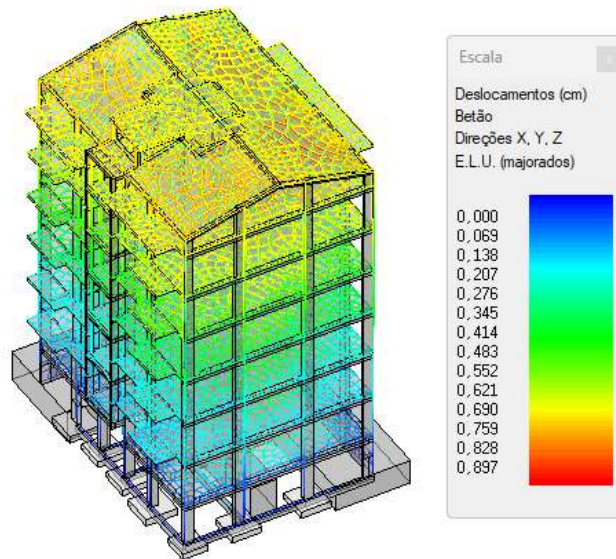 Escala
Deslocamentos (cm)
Betão
Direções X, Y, Z
E.L.U. (majorados)
0,000
0,069
0,138
0,207
0,276
0,345
0,414
0,483
0,552
0,621
0,690
0,759
0,828
0,897